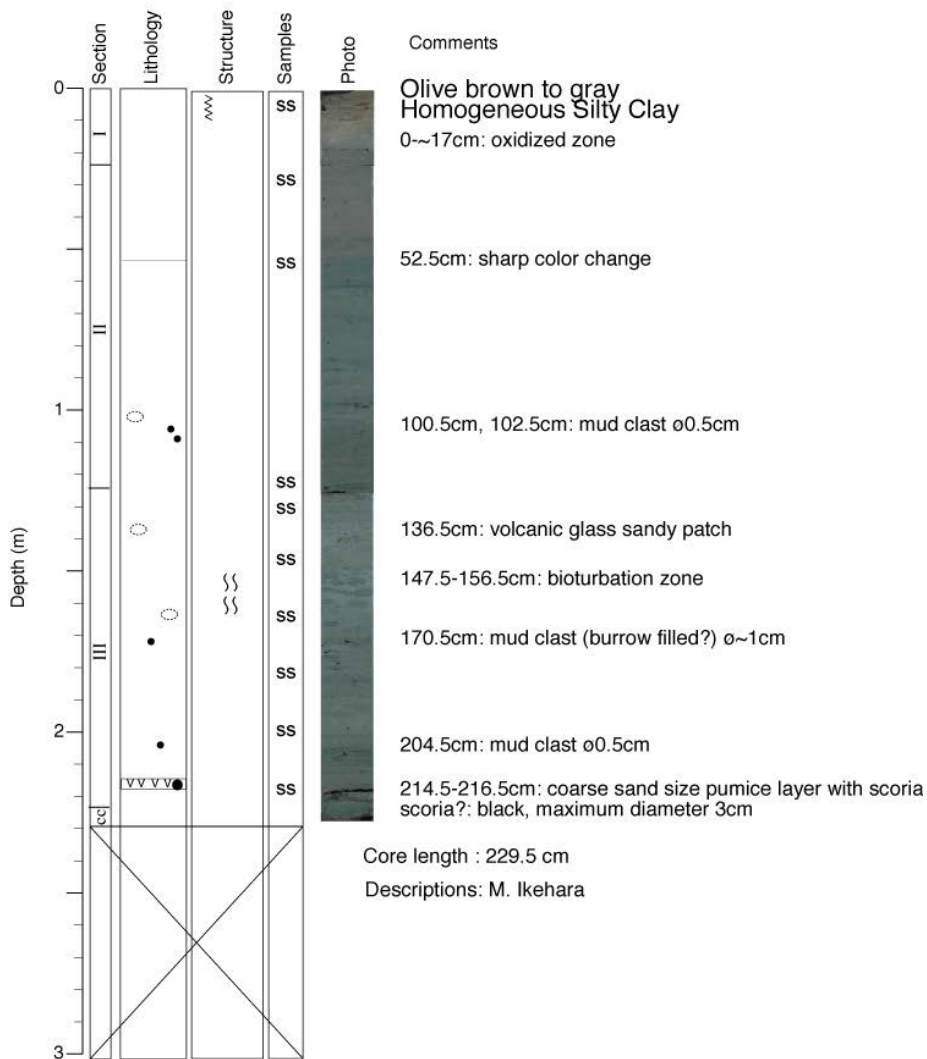 Section
Lithology
Structure
Samples
Photo
Comments
0
Olive brown to gray
Homogeneous Silty Clay
I
ss
0-~17cm: oxidized zone
ss
52.5cm: sharp color change
ss
II
1
100.5cm, 102.5cm: mud clast ø0.5cm
ss
ss
136.5cm: volcanic glass sandy patch
Depth (m)
ss
147.5-156.5cm: bioturbation zone
ss
III
170.5cm: mud clast (burrow filled?) ø~1cm
ss
2
ss
204.5cm: mud clast ø0.5cm
v v v v
ss
214.5-216.5cm: coarse sand size pumice layer with scoria
scoria?: black, maximum diameter 3cm
cc
Core length : 229.5 cm
Descriptions: M. Ikehara
3